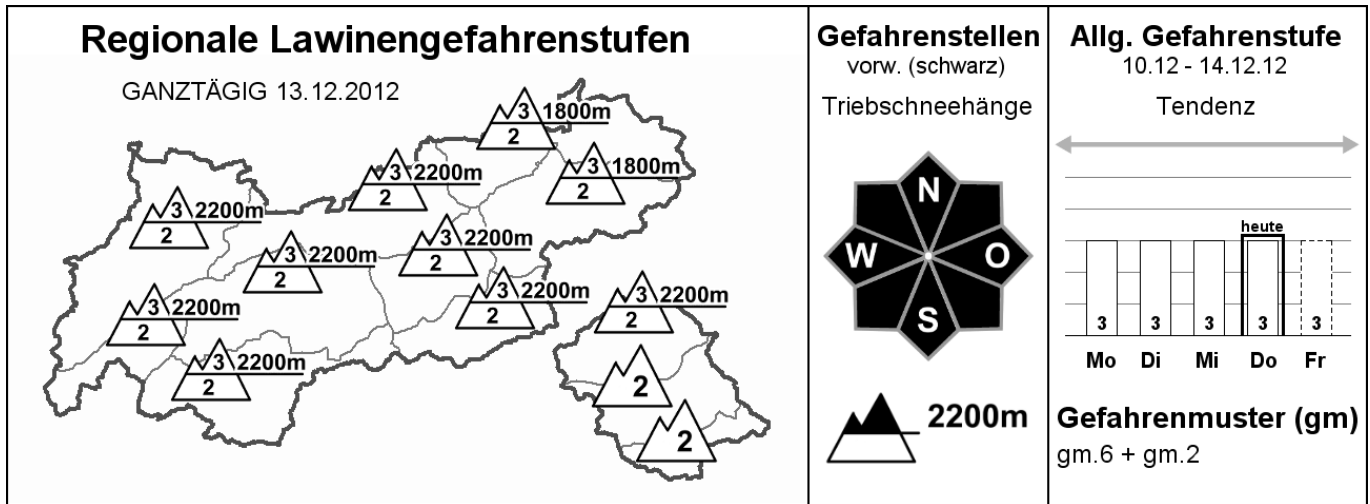 Regionale Lawinengefahrenstufen
GANZTÄGIG 13.12.2012
3 1800m
2
3 1800m
2
3 2200m
2
3 2200m
2
3 2200m
2
3 2200m
2
3 2200m
2
3 2200m
2
3 2200m
2
3 2200m
2
2
2
Gefahrenstellen
vorw. (schwarz)
Triebschneehänge
N
W
O
S
2200m
Allg. Gefahrenstufe
10.12 - 14.12.12
Tendenz
heute
3 3 3 3 3
Mo Di Mi Do Fr
Gefahrenmuster (gm)
gm.6 + gm.2